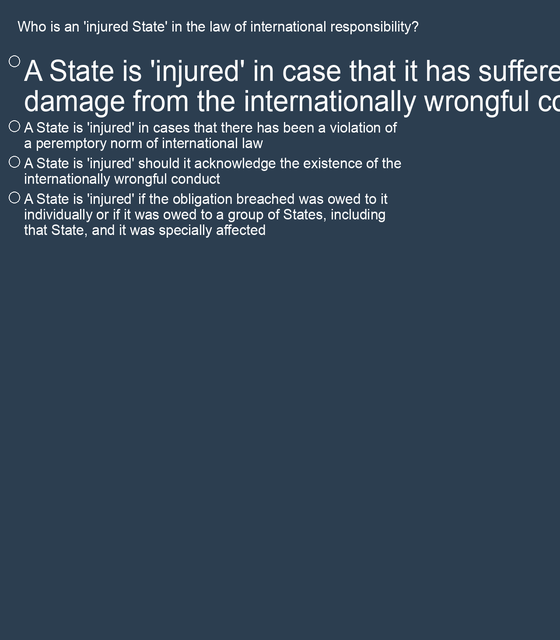 Who is an 'injured State' in the law of international responsibility?
A State is 'injured' in case that it has
damage from the internationally wrongful
A State is 'injured' in cases that there has been a violation of
a peremptory norm of international law
A State is 'injured' should it acknowledge the existence of the
internationally wrongful conduct
A State is 'injured' if the obligation breached was owed to it
individually or if it was owed to a group of States, including
that State, and it was specially affected